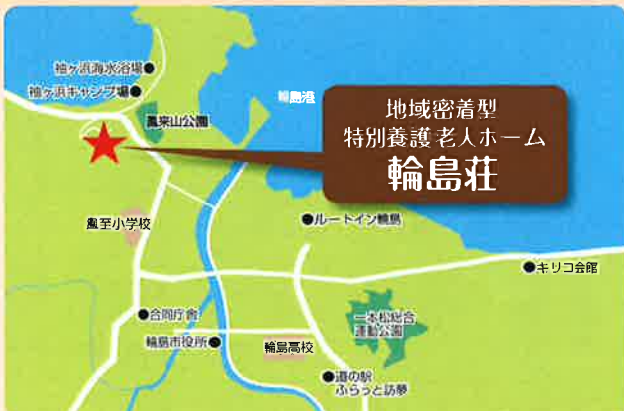 袖ヶ浜海水浴場
袖ヶ浜キャンプ場
鳳来山公園
輪島港
地域密着型
特別養護老人ホーム
輪島荘
鳳至小学校
ルートイン輪島
キリコ会館
合同庁舎
輪島市役所
輪島高校
一本松総合
運動公園
道の駅
ふらっと訪夢